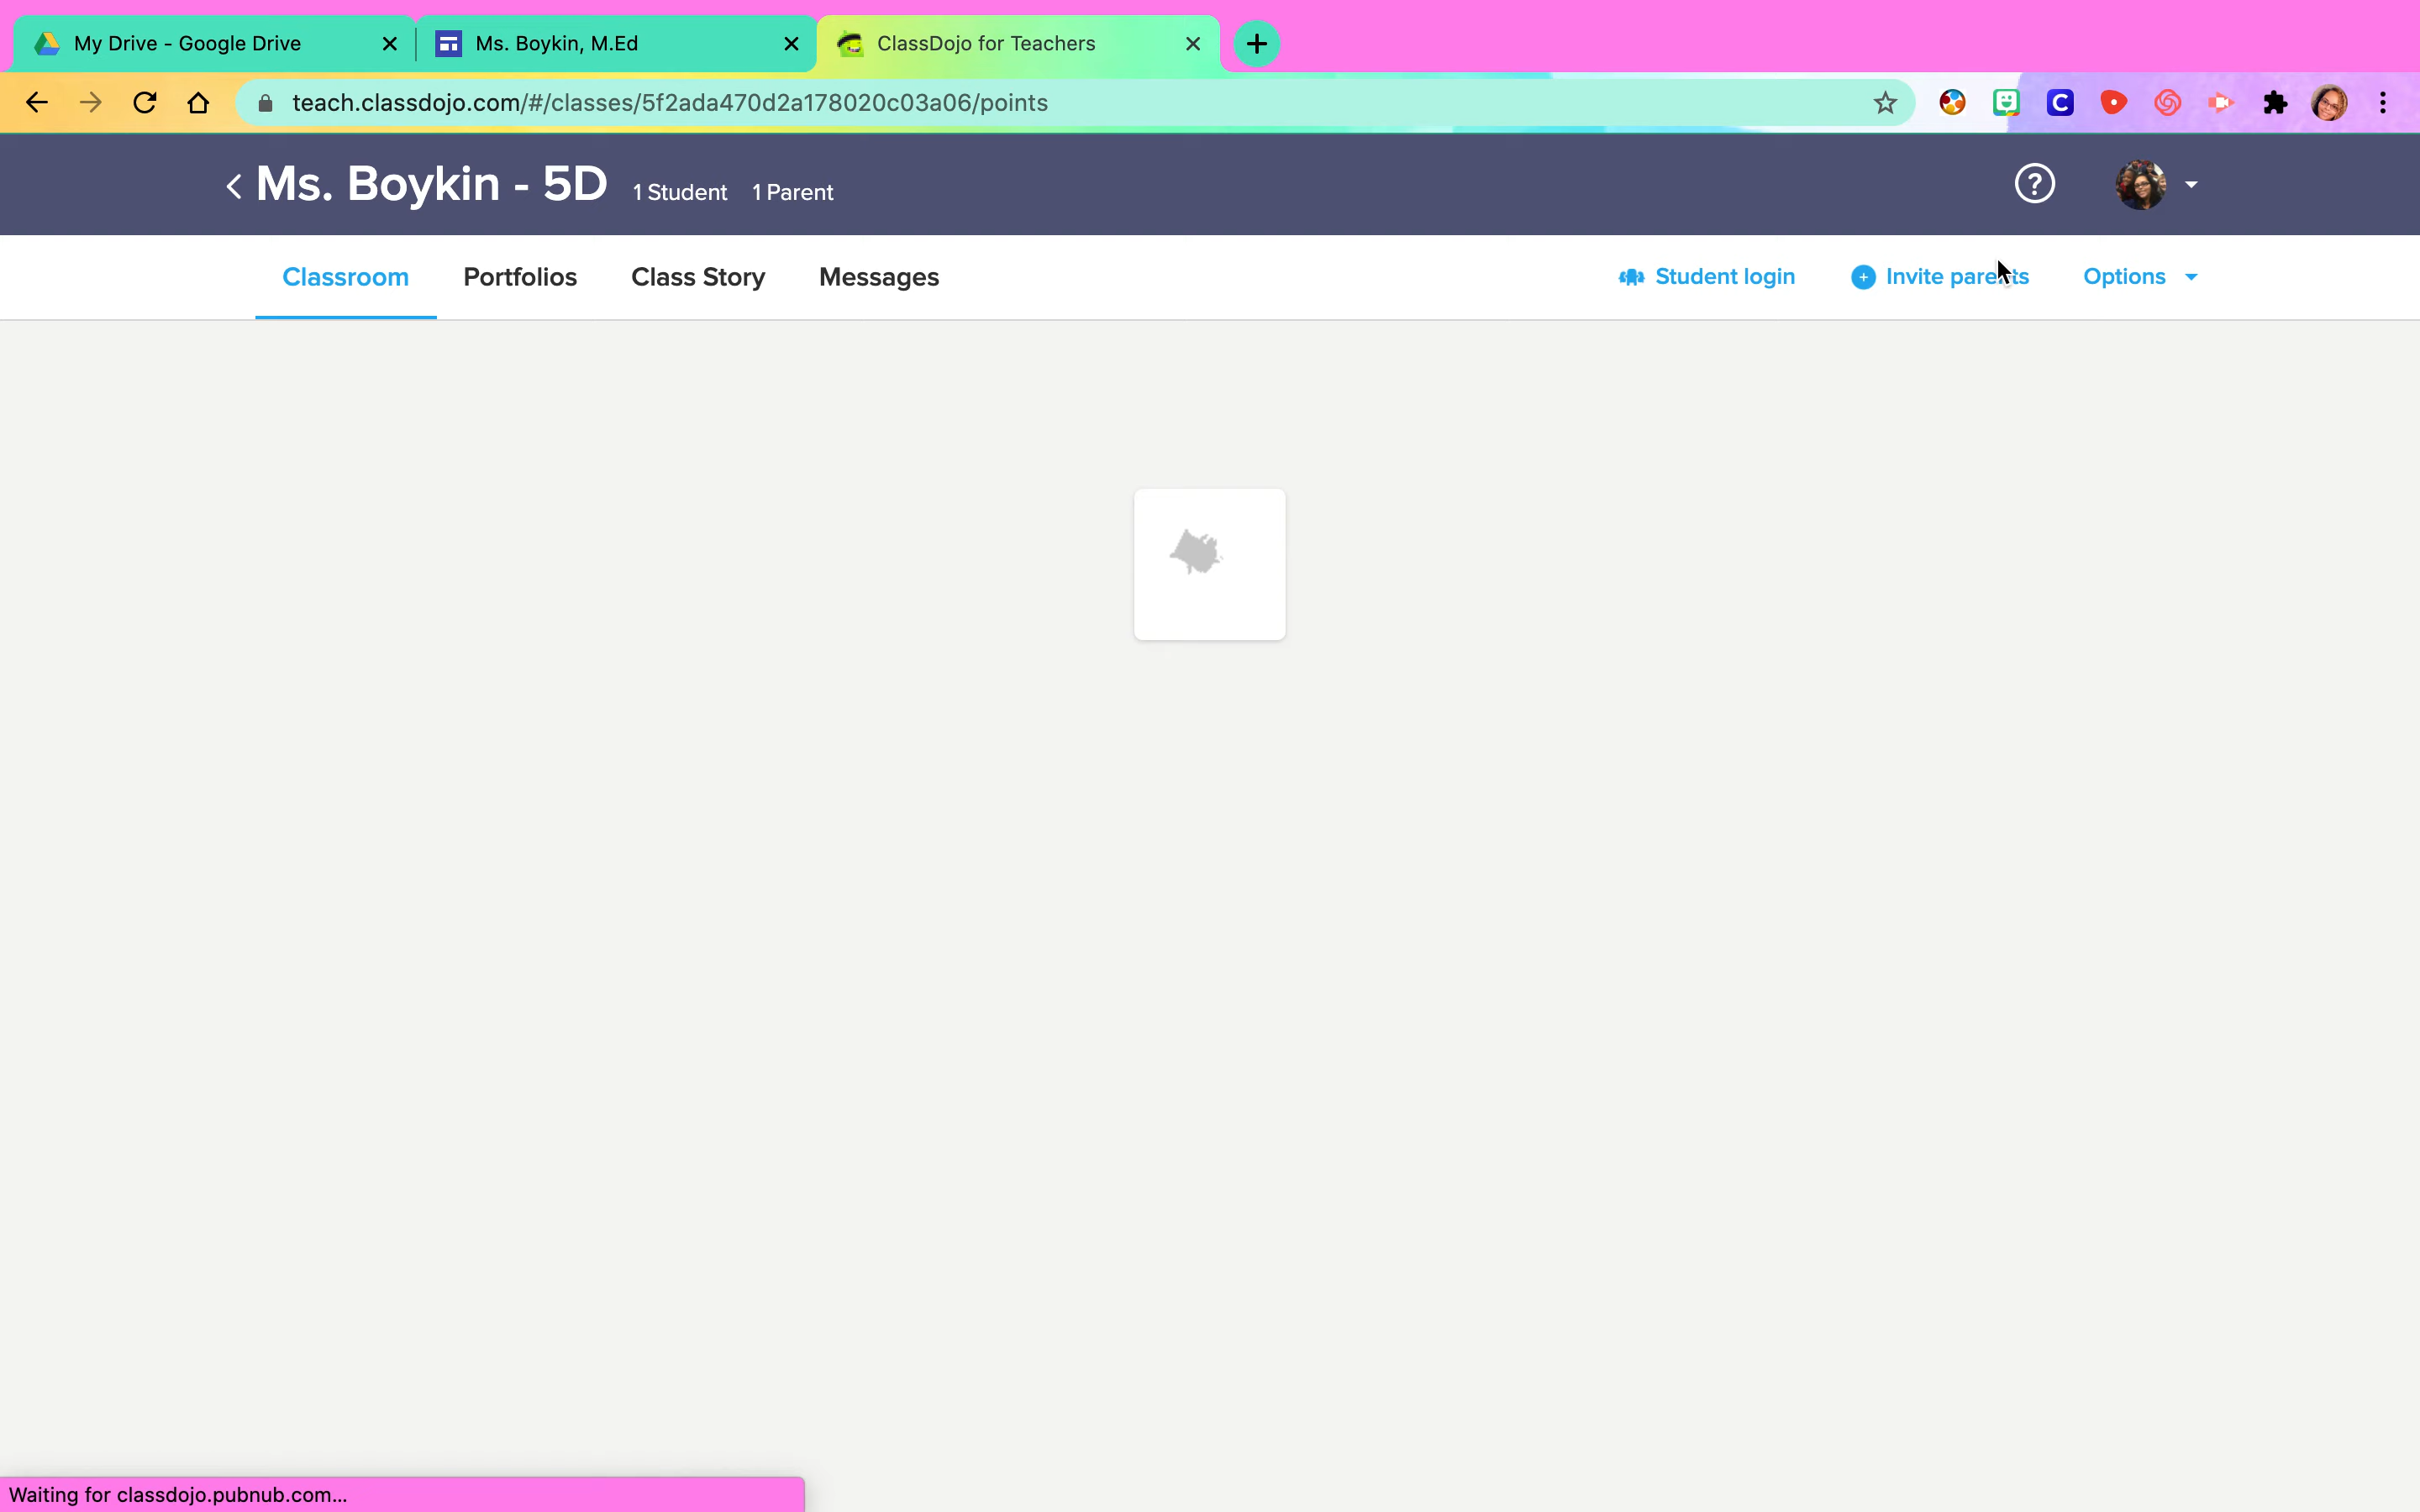 My Drive - Google Drive
Ms. Boykin, M.Ed
ClassDojo for Teachers
teach.classdojo.com/#/classes/5f2ada470d2a178020c03a06/points
Ms. Boykin - 5D 1 Student 1 Parent
Classroom Portfolios Class Story Messages Student login Invite parents Options
Waiting for classdojo.pubnub.com...